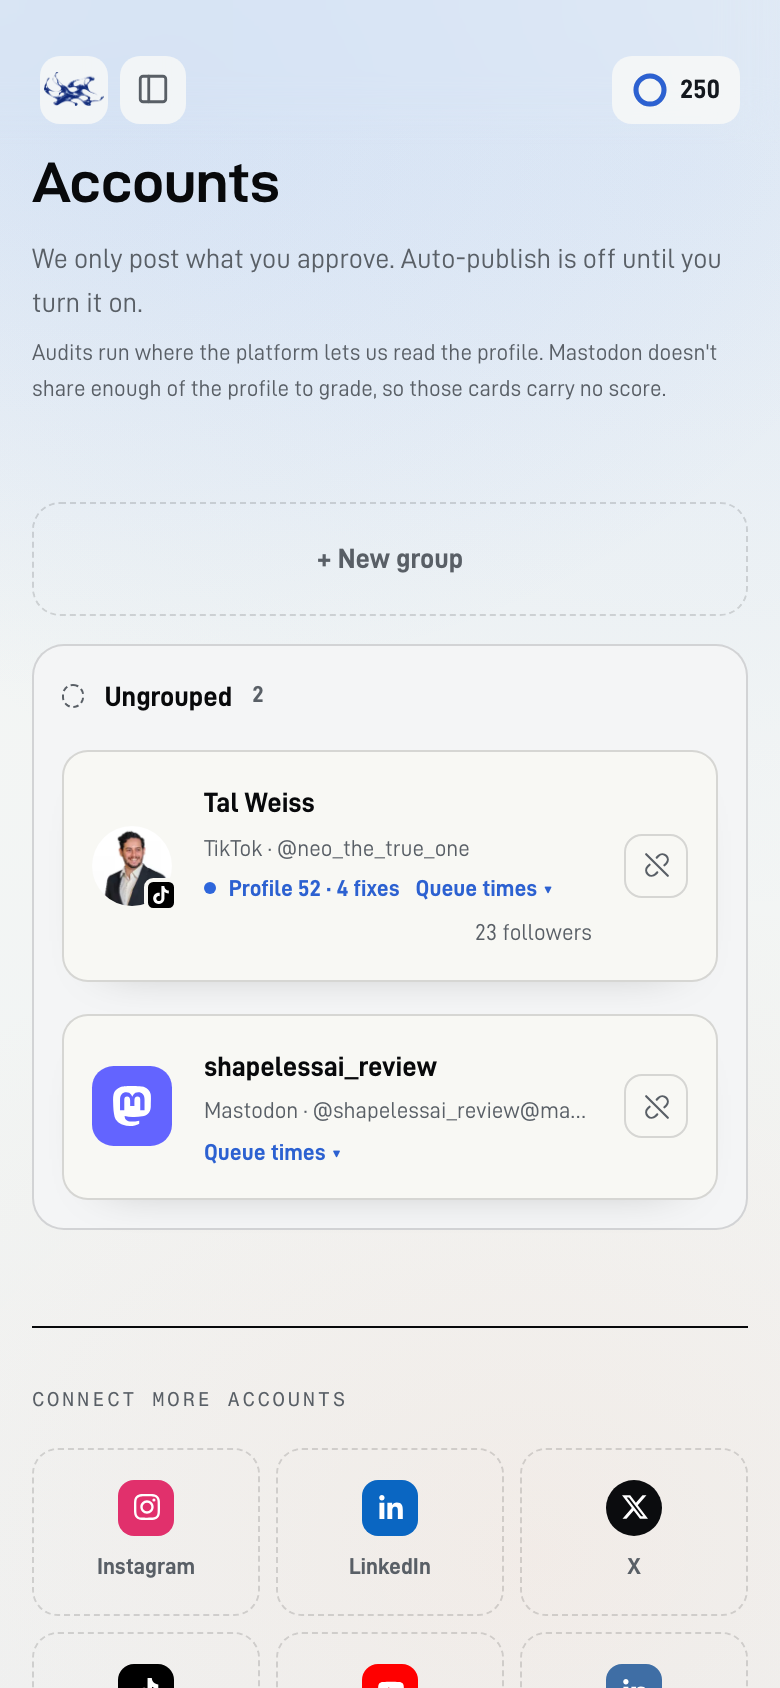 250
Accounts
We only post what you approve. Auto-publish is off until you
turn it on.
Audits run where the platform lets us read the profile. Mastodon doesn't
share enough of the profile to grade, so those cards carry no score.
+ New group
Ungrouped 2
Tal Weiss
TikTok · @neo_the_true_one
Profile 52 · 4 fixes Queue times ▾
23 followers
shapelessai_review
Mastodon · @shapelessai_review@ma...
Queue times ▾
CONNECT MORE ACCOUNTS
Instagram LinkedIn X